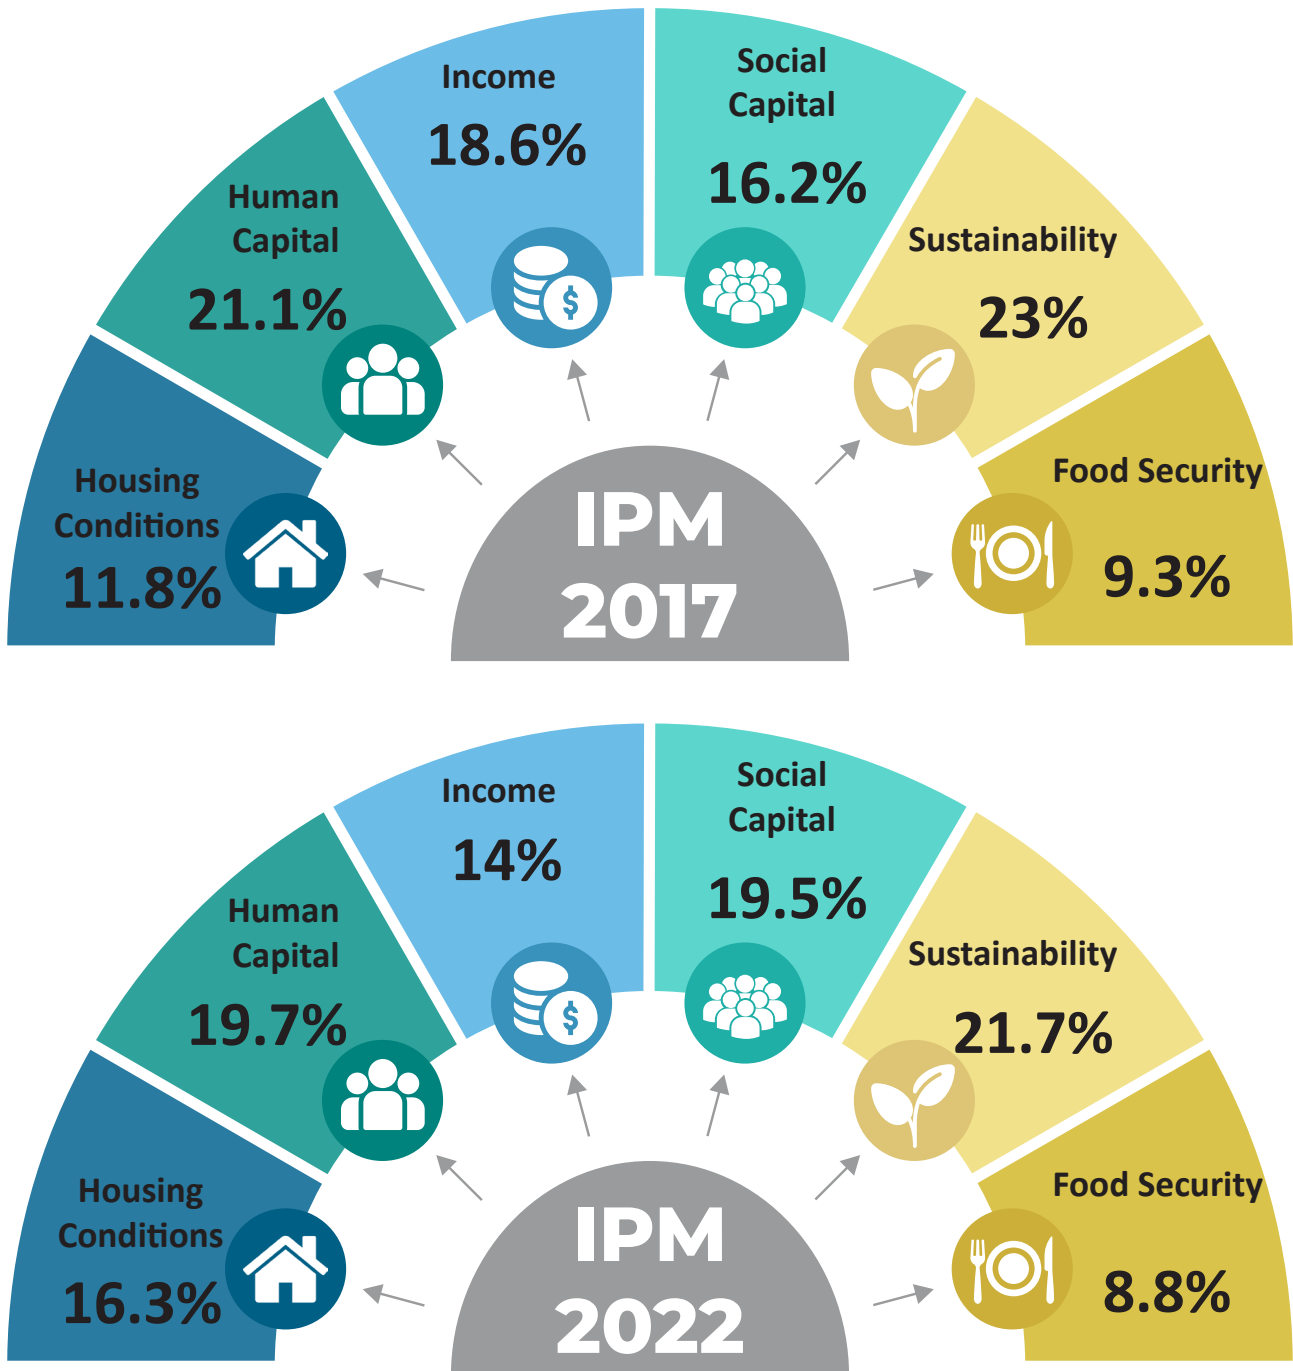 Housing
Conditions
11.8%
Human
Capital
21.1%
Income
18.6%
$
Social
Capital
16.2%
Sustainability
23%
Food Security
9.3%
IPM
2017
Housing
Conditions
16.3%
Human
Capital
19.7%
Income
14%
$
Social
Capital
19.5%
Sustainability
21.7%
Food Security
8.8%
IPM
2022